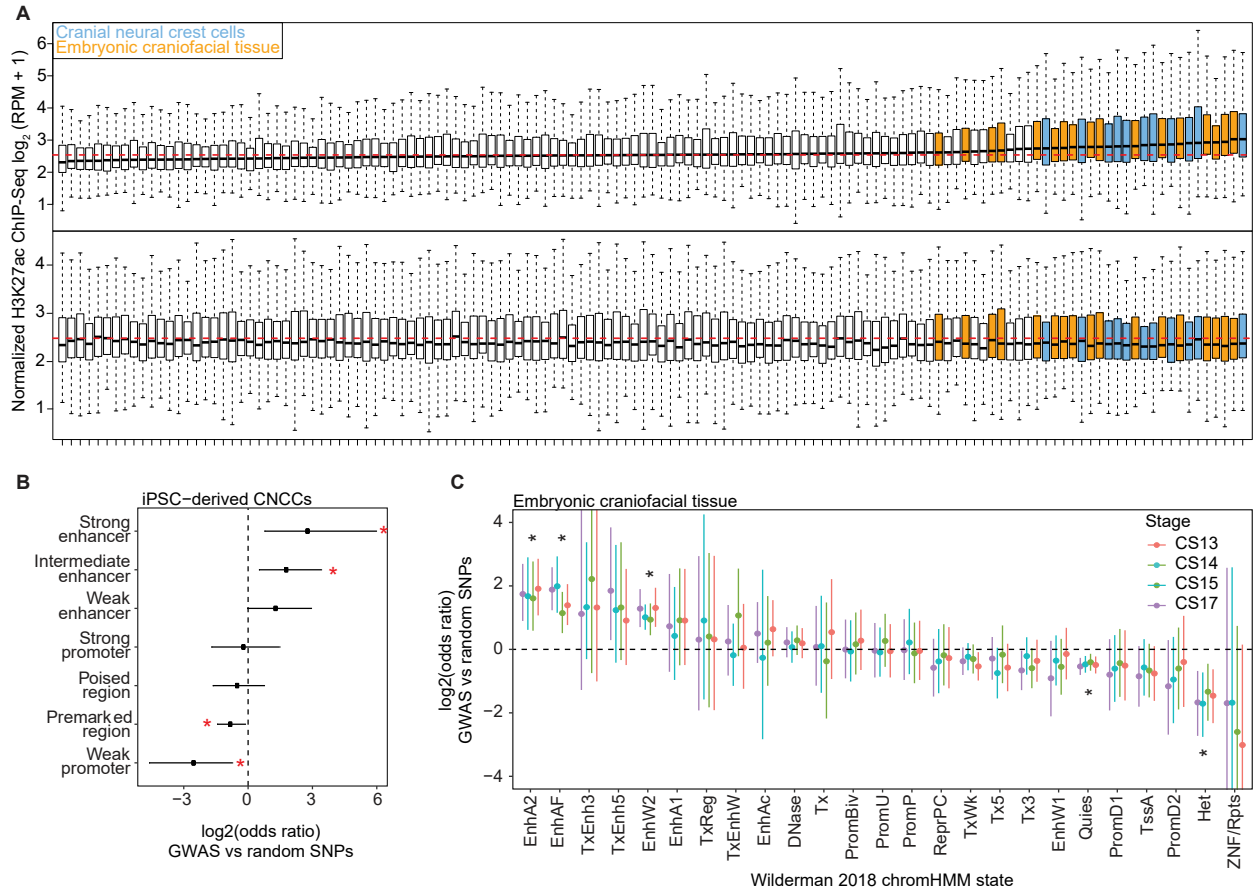 A
Cranial neural crest cells
Embryonic craniofacial tissue
Normalized H3K27ac ChIP-Seq log2 (RPM + 1)
6
5
4
3
2
1
4
3
2
1
B
iPSC-derived CNCCs
Strong
enhancer
*
Intermediate
enhancer
*
Weak
enhancer
Strong
promoter
Poised
region
Premarked
region
*
Weak
promoter
*
−3
0
3
6
log2(odds ratio)
GWAS vs random SNPs
C
Embryonic craniofacial tissue
log2(odds ratio)
GWAS vs random SNPs
4
2
0
−2
−4
* * * * *
Stage
CS13
CS14
CS15
CS17
EnhA2
EnhAF
TxEnh3
TxEnh5
EnhW2
EnhA1
TxReg
TxEnhW
EnhAc
DNase
Tx
PromBiv
PromU
PromP
ReprPC
TxWk
Tx5
Tx3
EnhW1
Quies
PromD1
TssA
PromD2
Het
ZNF/Rpts
Wilderman 2018 chromHMM state